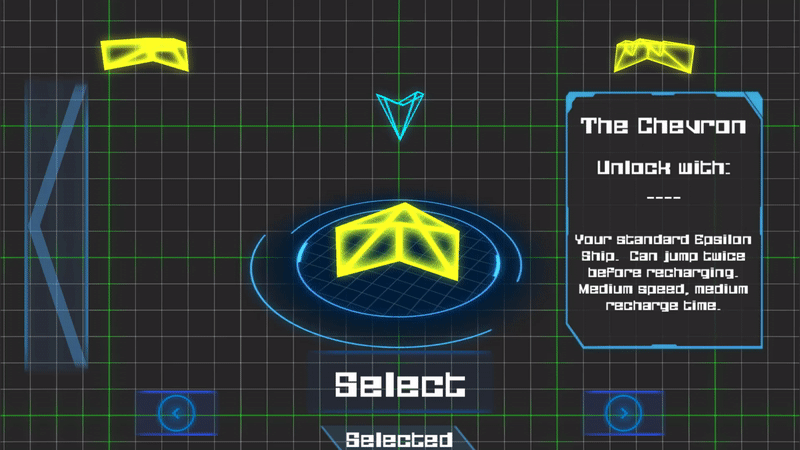 The Chevron
Unlock with:
----
Your standard Epsilon
Ship. Can jump twice
before recharging.
Medium speed, medium
recharge time.
Select
Selected